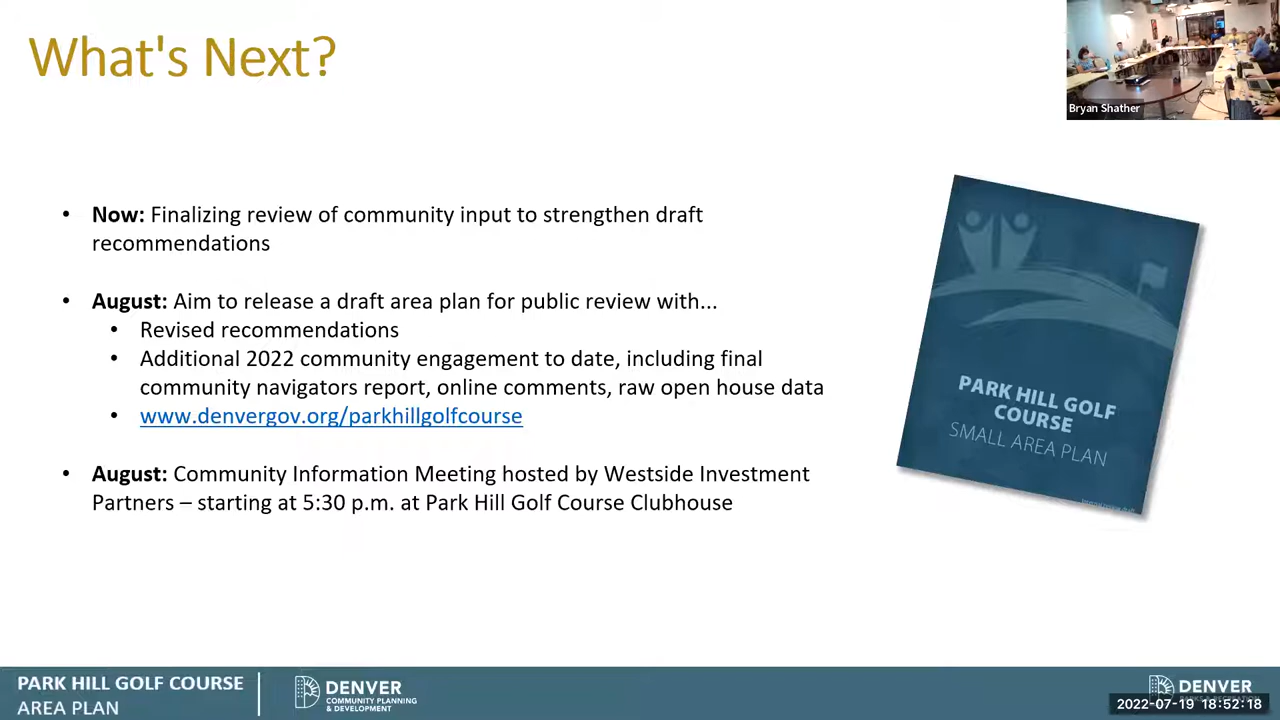 What's Next?
Bryan Shather
• Now: Finalizing review of community input to strengthen draft
recommendations
• August: Aim to release a draft area plan for public review with...
• Revised recommendations
• Additional 2022 community engagement to date, including final
community navigators report, online comments, raw open house data
• www.denvergov.org/parkhillgolfcourse
• August: Community Information Meeting hosted by Westside Investment
Partners – starting at 5:30 p.m. at Park Hill Golf Course Clubhouse
PARK HILL GOLF
COURSE
SMALL AREA PLAN
PARK HILL GOLF COURSE
AREA PLAN
DENVER
COMMUNITY PLANNING
& DEVELOPMENT
DENVER
2022-07-19 18:52:18